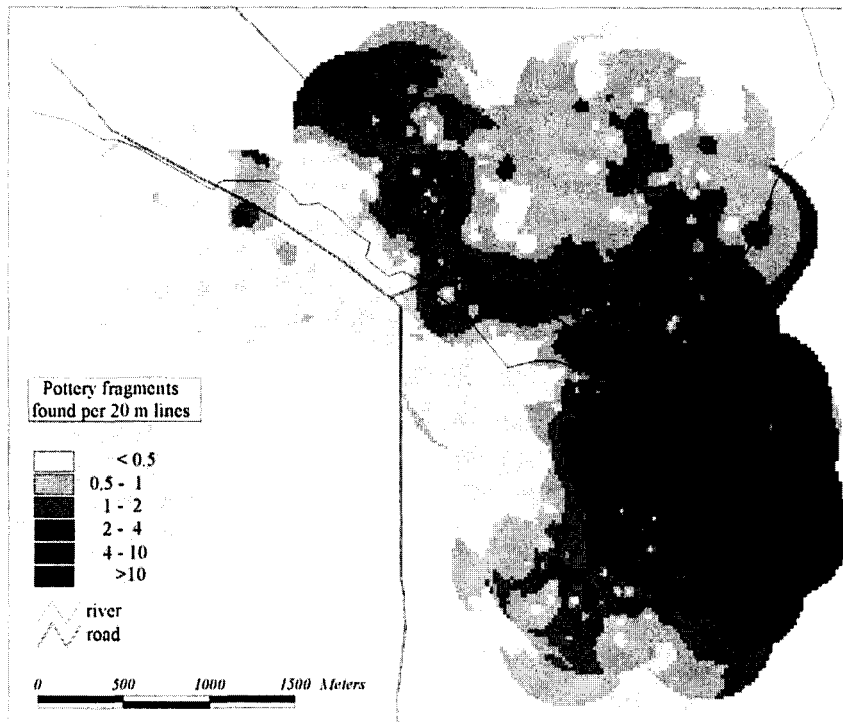 Pottery fragments
found per 20 m lines
< 0.5
0.5 - 1
1 - 2
2 - 4
4 - 10
>10
river
road
0 500 1000 1500 Meters